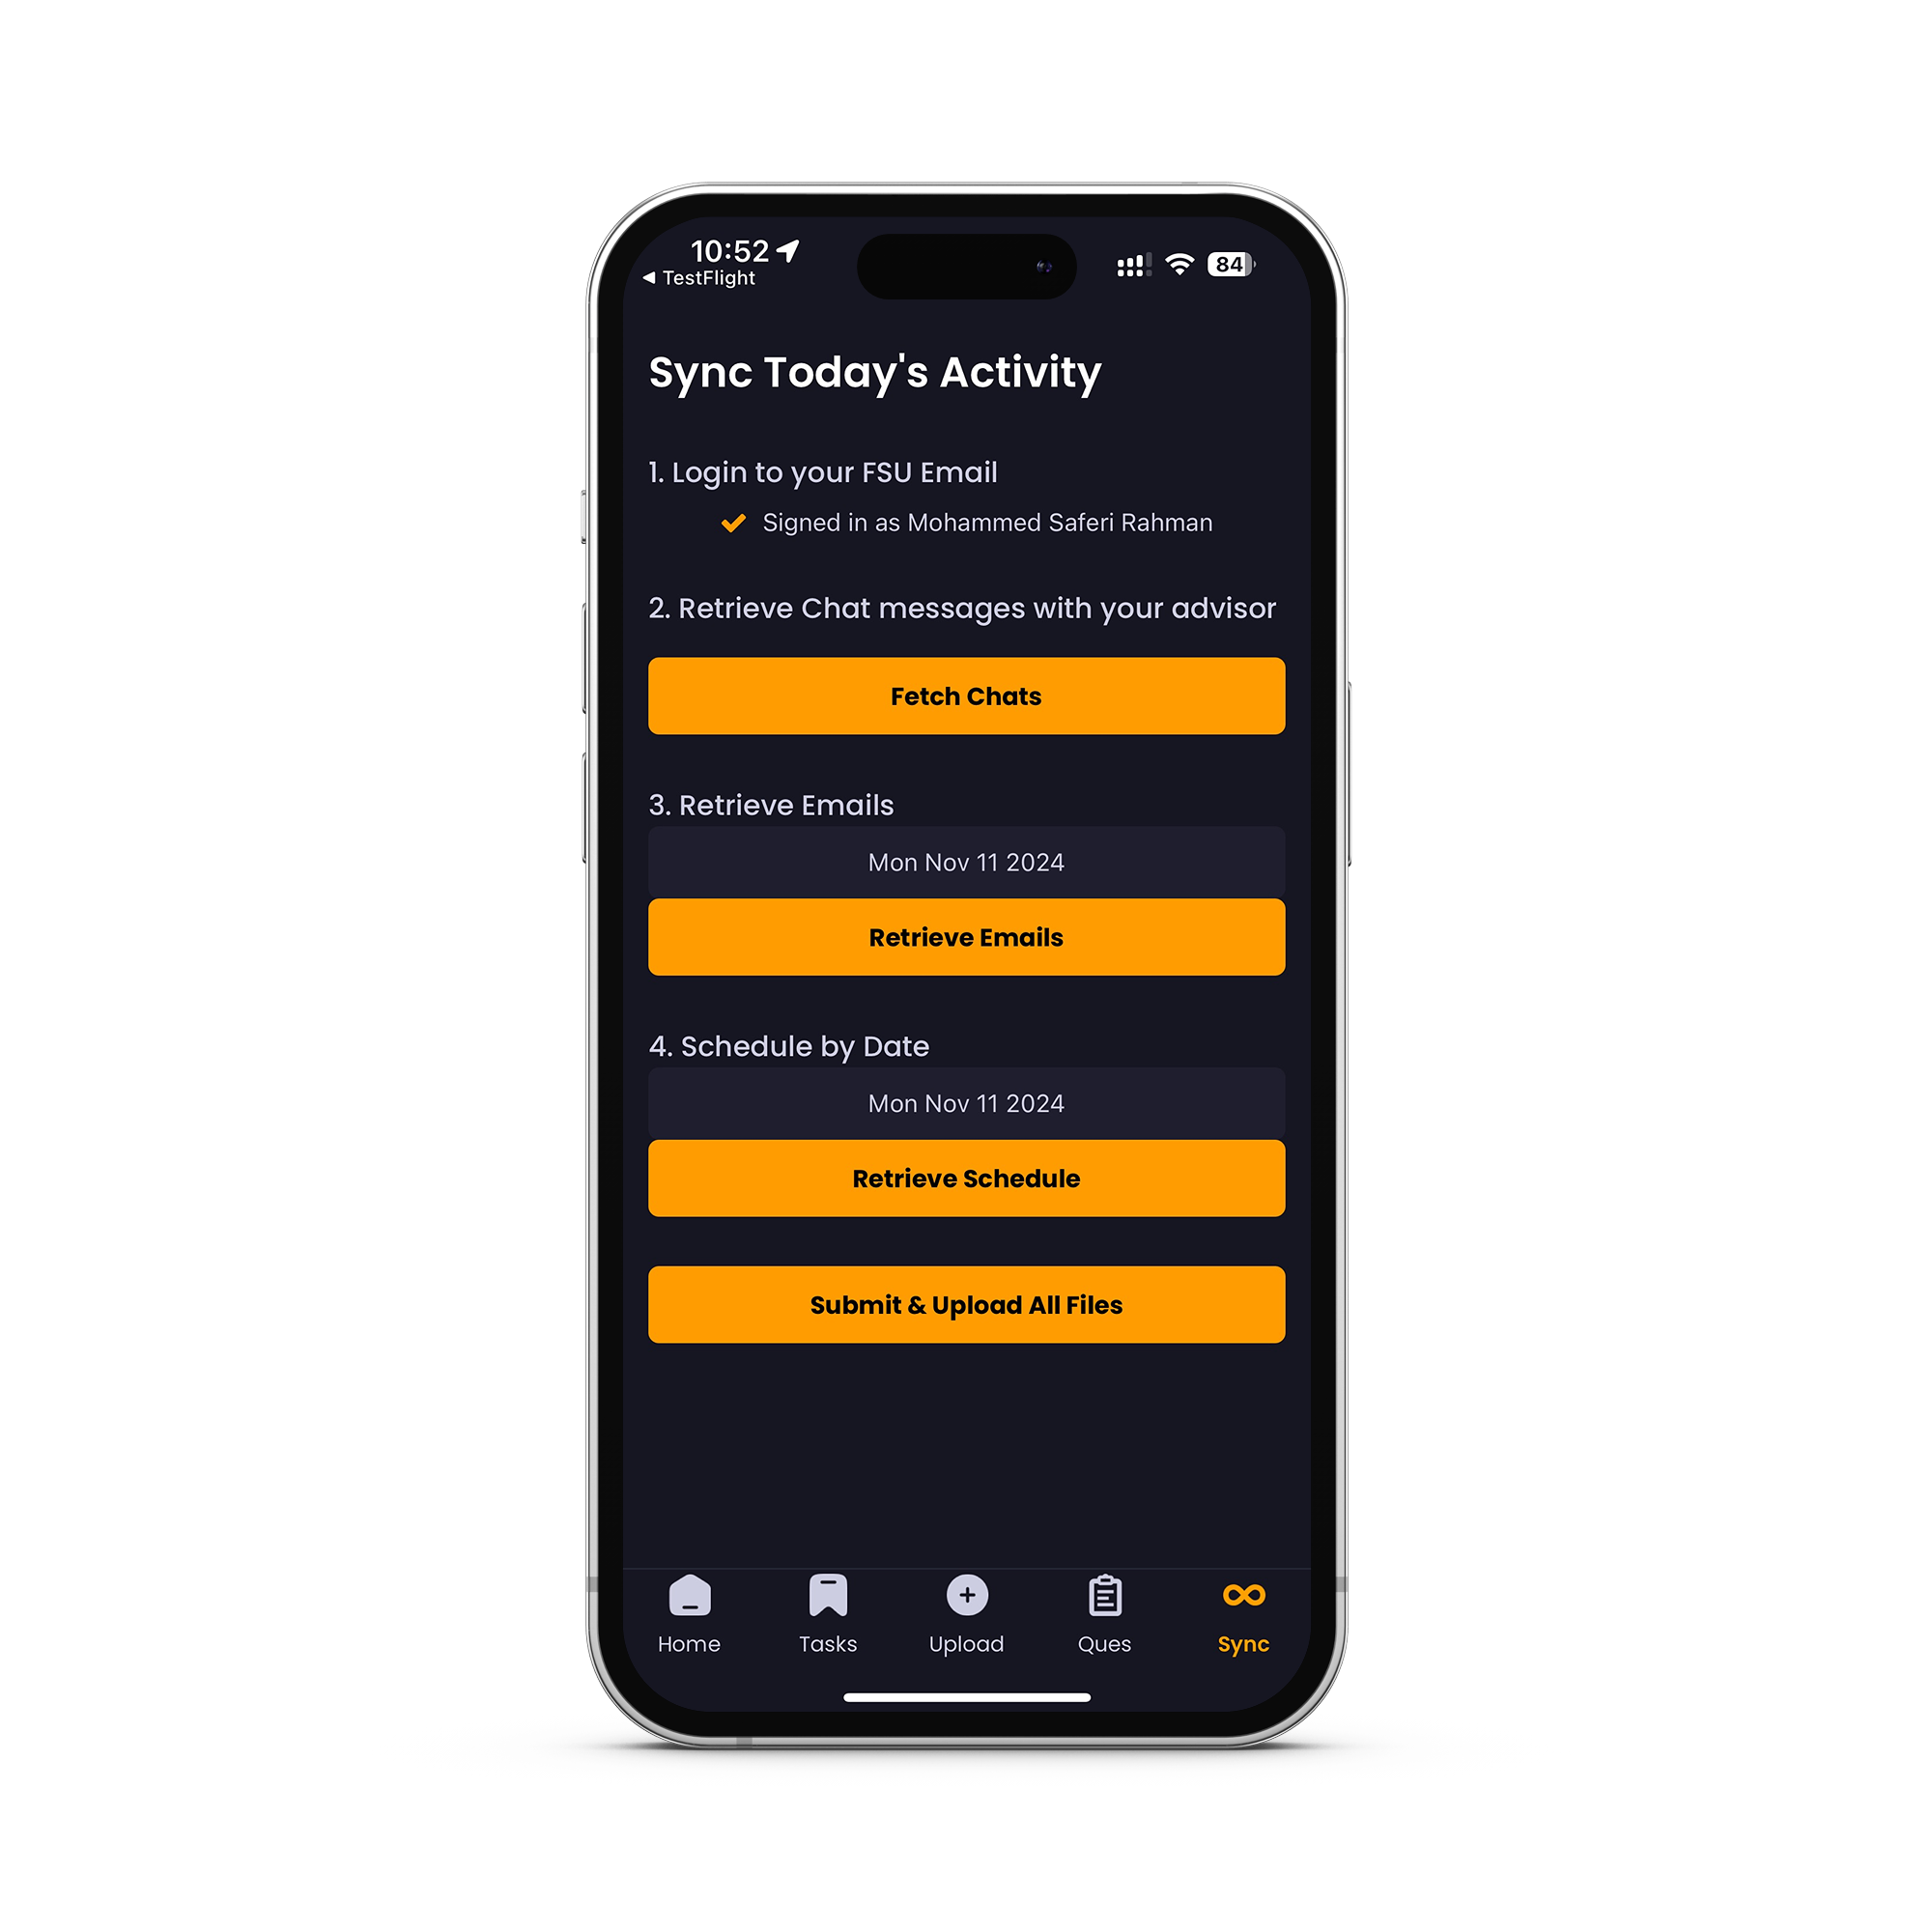 10:52
◀ TestFlight
84
Sync Today's Activity
1. Login to your FSU Email
Signed in as Mohammed Saferi Rahman
2. Retrieve Chat messages with your advisor
Fetch Chats
3. Retrieve Emails
Mon Nov 11 2024
Retrieve Emails
4. Schedule by Date
Mon Nov 11 2024
Retrieve Schedule
Submit & Upload All Files
Home
Tasks
Upload
Ques
Sync